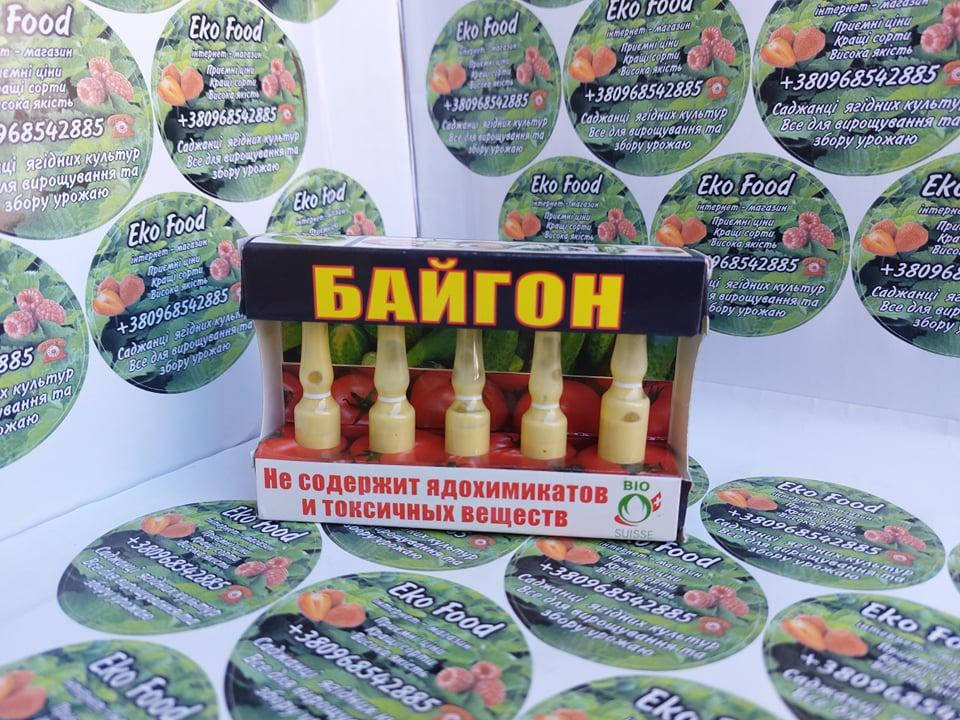 Eko Food
інтернет - магазин
Приємні ціни
Кращі сорти
Висока якість
+380968542885
Саджанці ягідних культур
Все для вирощування та
збору урожаю
БАЙГОН
Не содержит ядохимикатов
и токсичных веществ
BIO
SUISSE